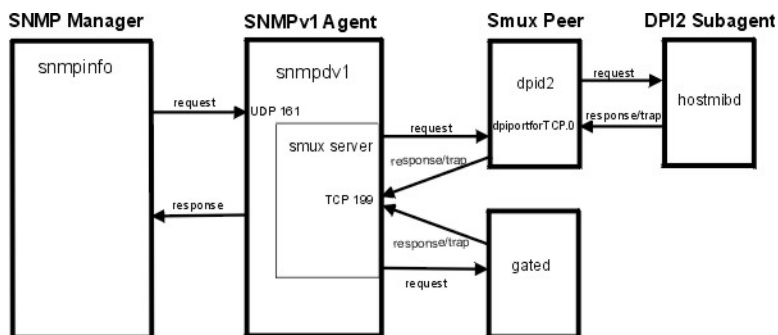 SNMP Manager
SNMPv1 Agent
Smux Peer
DPI2 Subagent
snmpinfo
snmpdv1
dpid2
hostmibd
request
UDP 161
request
request
dpiportforTCP.0
response/trap
smux server
response/trap
TCP 199
response
response/trap
gated
request